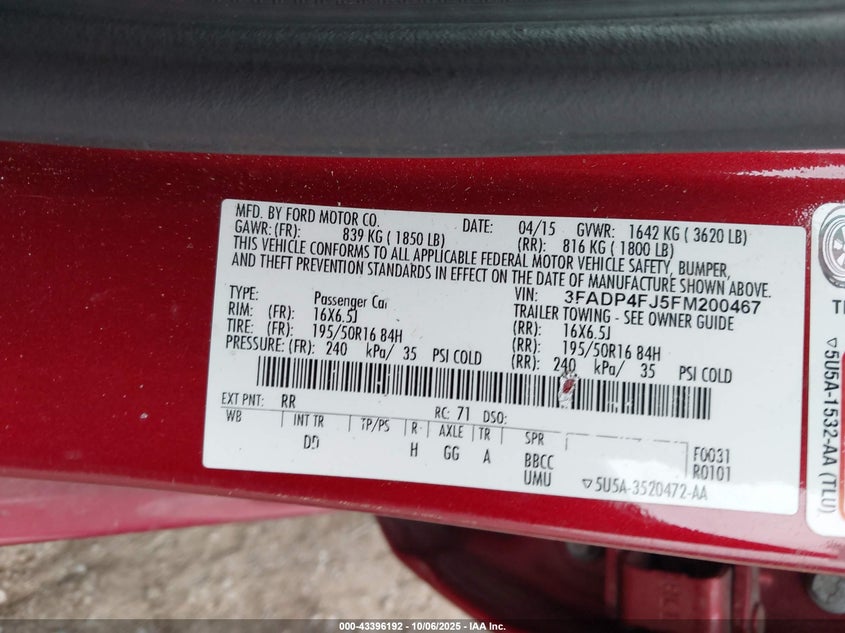 MFD. BY FORD MOTOR CO. DATE: 04/15 GVWR: 1642 KG ( 3620 LB)
GAWR: (FR): 839 KG ( 1850 LB) (RR): 816 KG ( 1800 LB)
THIS VEHICLE CONFORMS TO ALL APPLICABLE FEDERAL MOTOR VEHICLE SAFETY, BUMPER,
AND THEFT PREVENTION STANDARDS IN EFFECT ON THE DATE OF MANUFACTURE SHOWN ABOVE.
VIN: 3FADP4FJ5FM200467
TYPE: Passenger Car TRAILER TOWING - SEE OWNER GUIDE
RIM: (FR): 16X6.5J (RR): 16X6.5J
TIRE: (FR): 195/50R16 84H (RR): 195/50R16 84H
PRESSURE: (FR): 240 kPa/ 35 PSI COLD (RR): 240 kPa/ 35 PSI COLD
EXT PNT: RR RC: 71 DSO:
WB INT TR TP/PS R AXLE TR SPR
DD H GG A BBCC
UMU
F0031
R0101
▽5U5A-3520472-AA
▽5U5A-1532-AA (TLU)
000-43396192 - 10/06/2025 - IAA Inc.